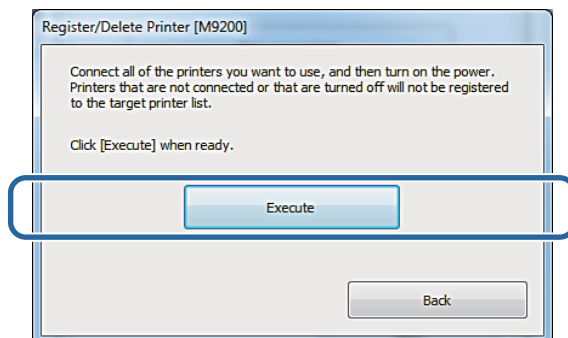 Register/Delete Printer [M9200]
Connect all of the printers you want to use, and then turn on the power.
Printers that are not connected or that are turned off will not be registered
to the target printer list.
Click [Execute] when ready.
Execute
Back